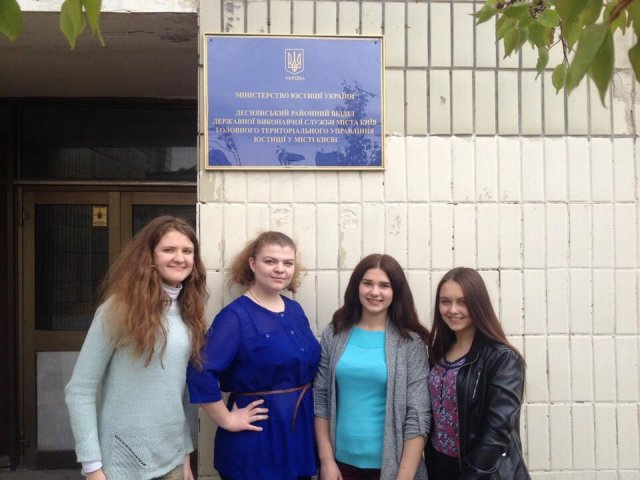 УКРАЇНА
МІНІСТЕРСТВО ЮСТИЦІЇ УКРАЇНИ
ДЕСНЯНСЬКИЙ РАЙОННИЙ ВІДДІЛ
ДЕРЖАВНОЇ ВИКОНАВЧОЇ СЛУЖБИ МІСТА КИЇВ
ГОЛОВНОГО ТЕРИТОРІАЛЬНОГО УПРАВЛІННЯ
ЮСТИЦІЇ У МІСТІ КИЄВІ